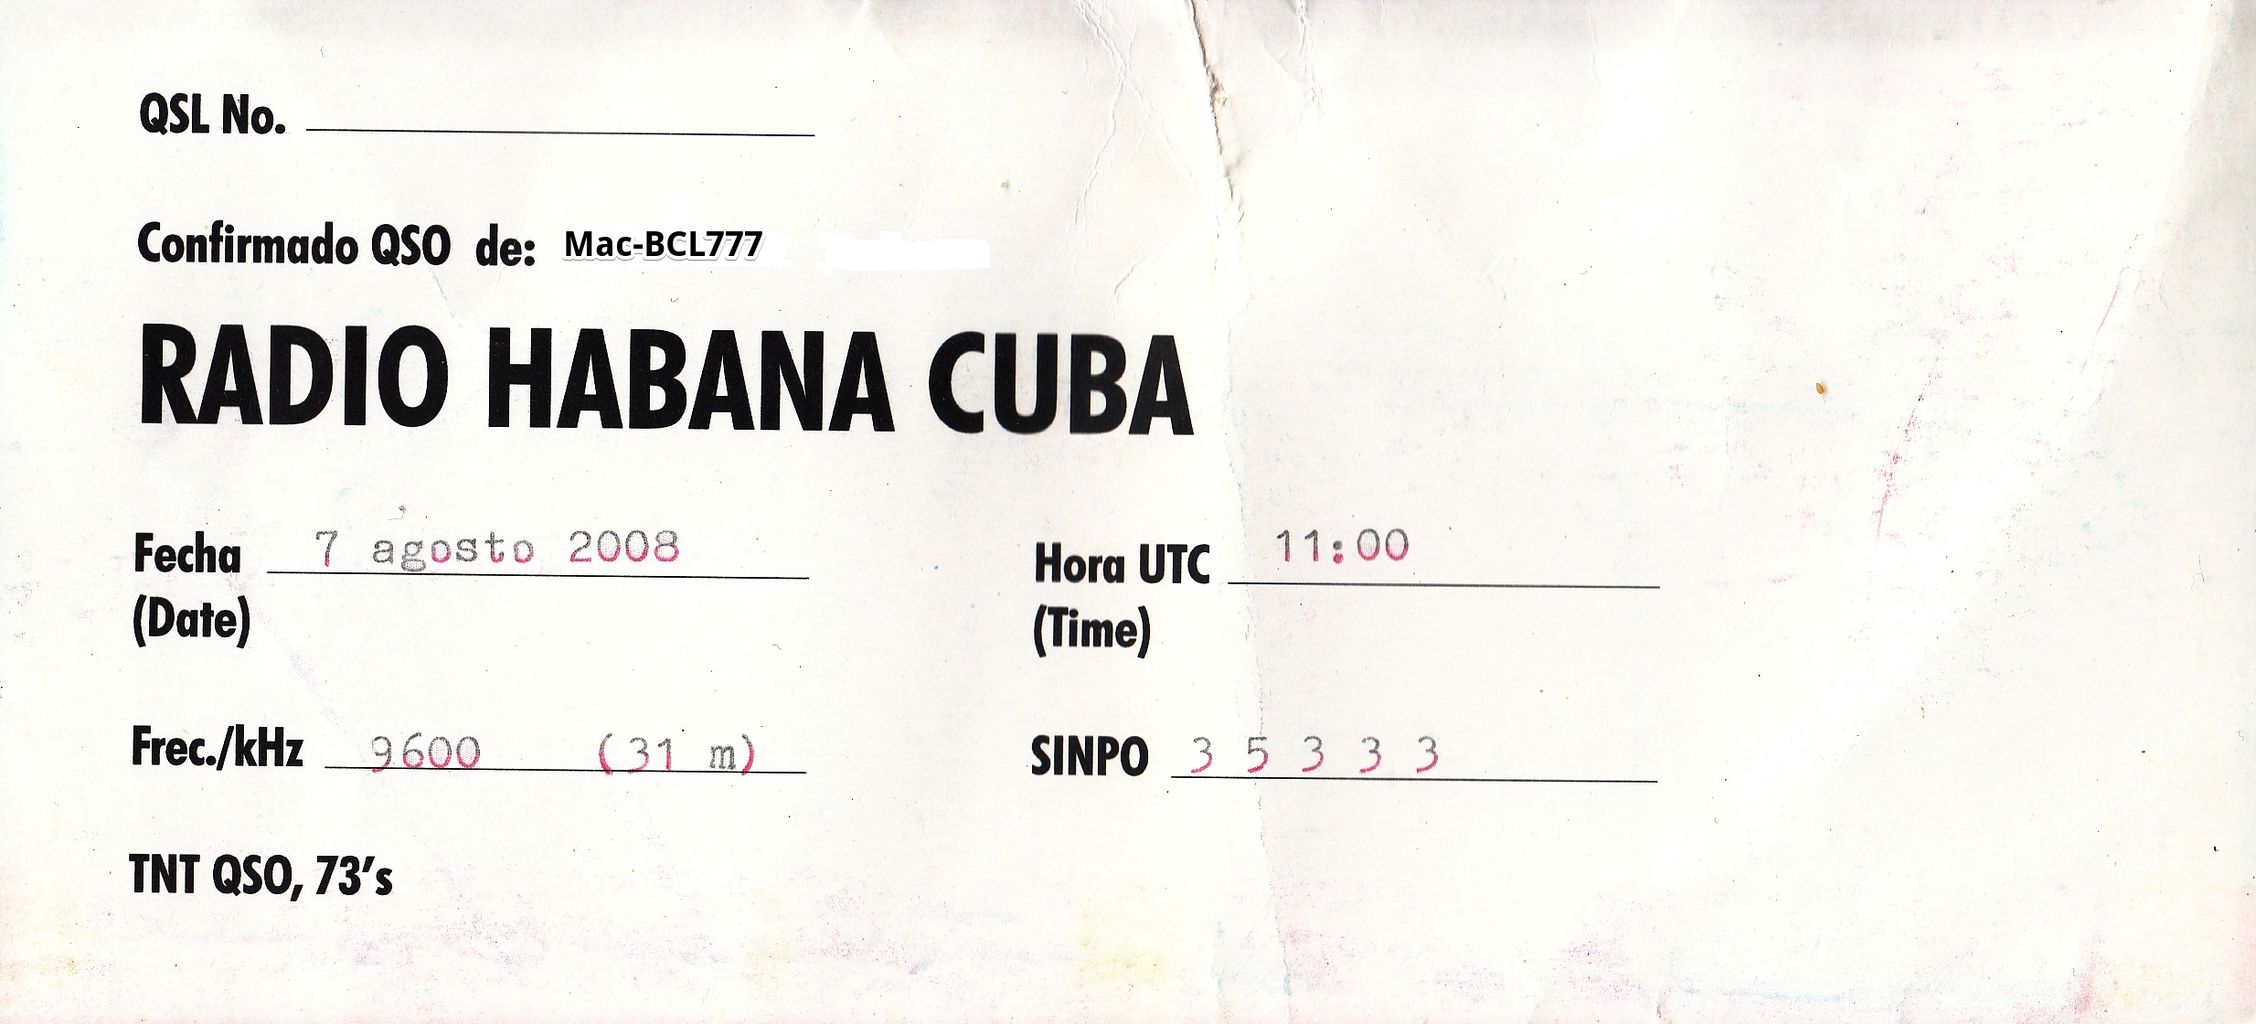 QSL No.
Confirmado QSO de: Mac-BCL777
RADIO HABANA CUBA
Fecha 7 agosto 2008 Hora UTC 11:00
(Date) (Time)
Frec./kHz 9600 (31 m) SINPO 3 5 3 3 3
TNT QSO, 73's